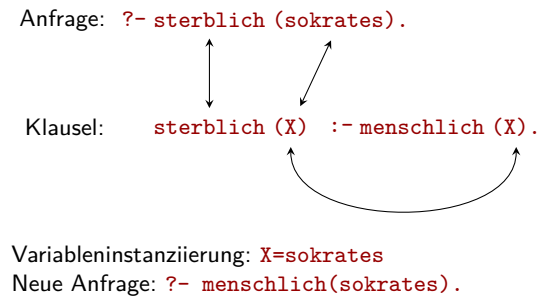 Anfrage: ?- sterblich (sokrates).
Klausel: sterblich (X) :- menschlich (X).
Variableninstanziierung: X=sokrates
Neue Anfrage: ?- menschlich(sokrates).